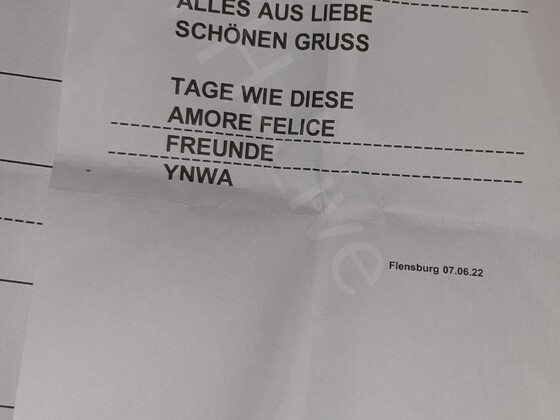 ALLES AUS LIEBE
SCHÖNEN GRUSS
TAGE WIE DIESE
AMORE FELICE
FREUNDE
YNWA
Flensburg 07.06.22